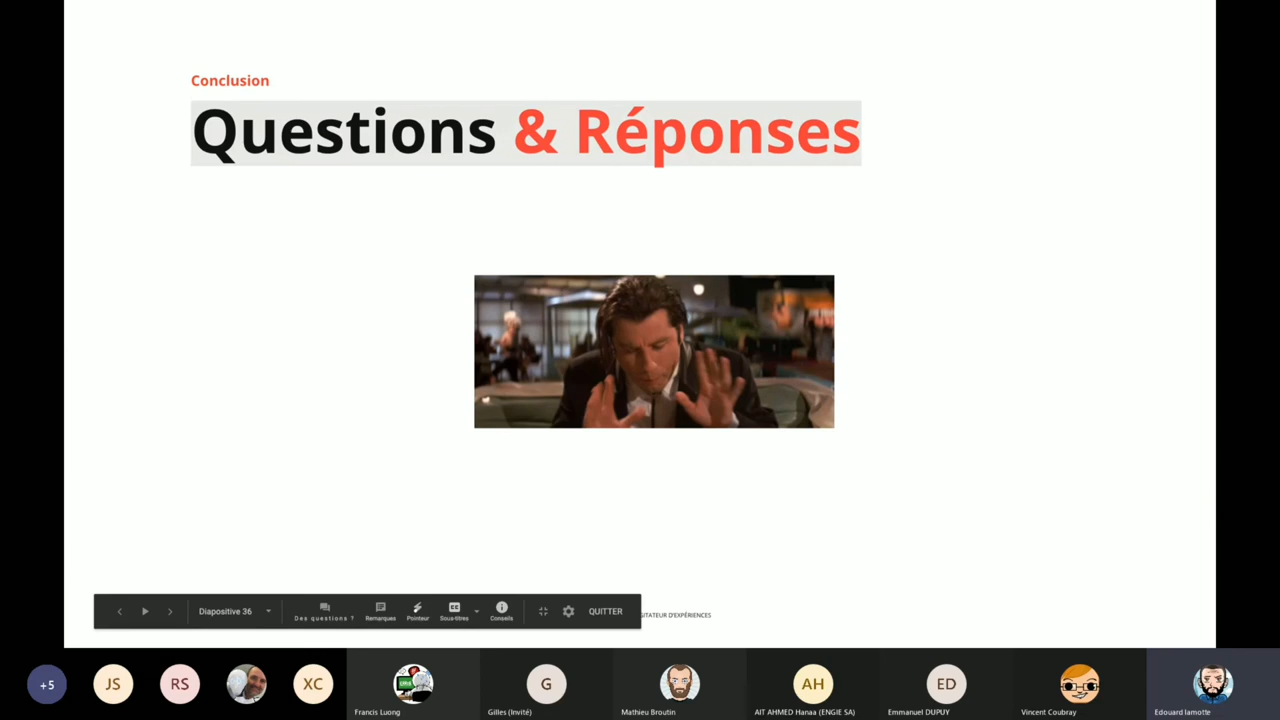 Conclusion
Questions & Réponses
Diapositive 36
Des questions ?
Remarques
Pointeur
Sous-titres
Conseils
QUITTER
D'EXPÉRIENCES
+5
JS
RS
XC
Francis Luong
G
Gilles (Invité)
Mathieu Broutin
AH
AIT AHMED Hanaa (ENGIE SA)
ED
Emmanuel DUPUY
Vincent Coubray
Edouard lamotte